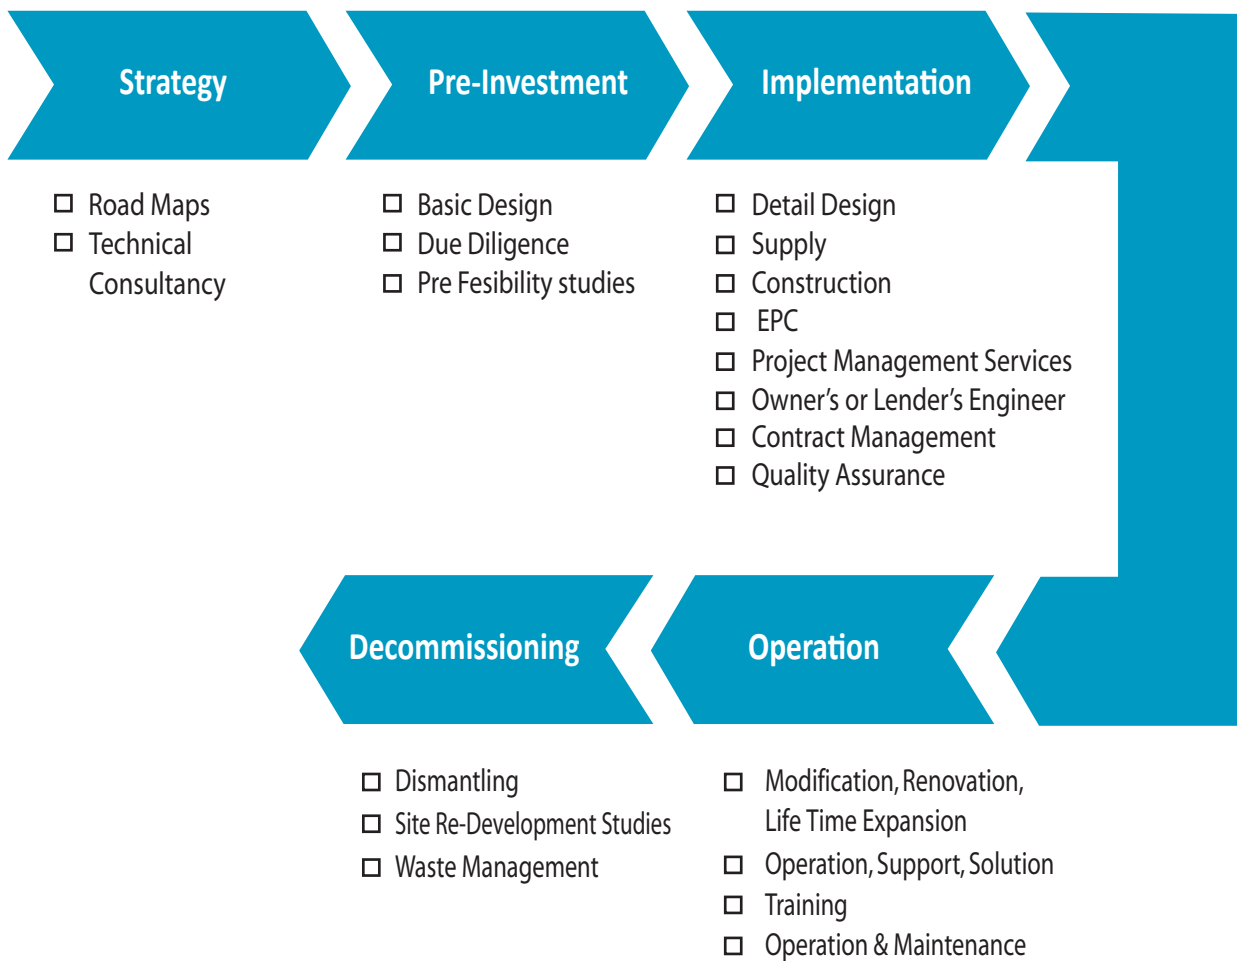 Strategy
Road Maps
Technical
Consultancy
Pre-Investment
Basic Design
Due Diligence
Pre Fesibility studies
Implementation
Detail Design
Supply
Construction
EPC
Project Management Services
Owner’s or Lender’s Engineer
Contract Management
Quality Assurance
Operation
Modification, Renovation,
Life Time Expansion
Operation, Support, Solution
Training
Operation & Maintenance
Decommissioning
Dismantling
Site Re-Development Studies
Waste Management